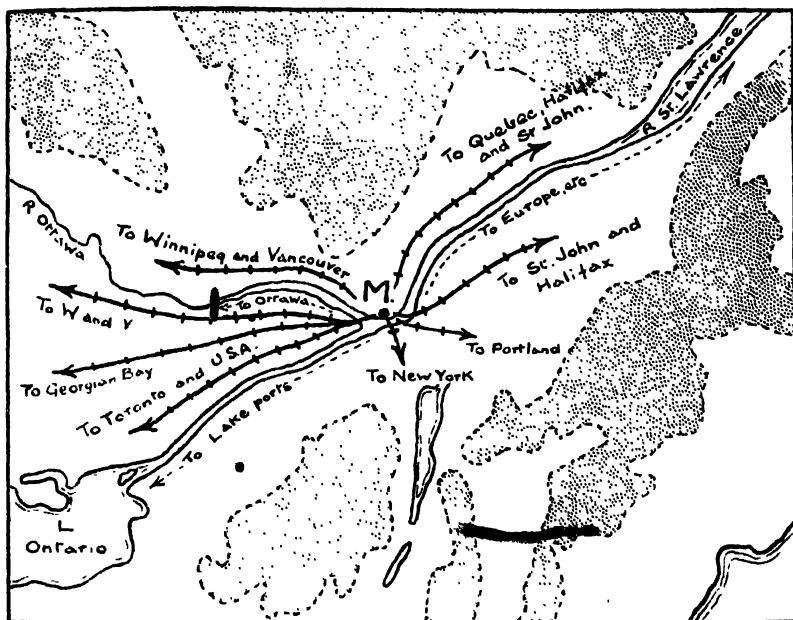 To Quebec, Halifax
and St John.
R St. Lawrence
To Europe, etc
R Ottawa
To Winnipeg and Vancouver
M.
To St. John and
Halifax
To Ottawa
To W and V
To Portland
To Georgian Bay
To New York
To Toronto and U.S.A.
To Lake ports
L
Ontario